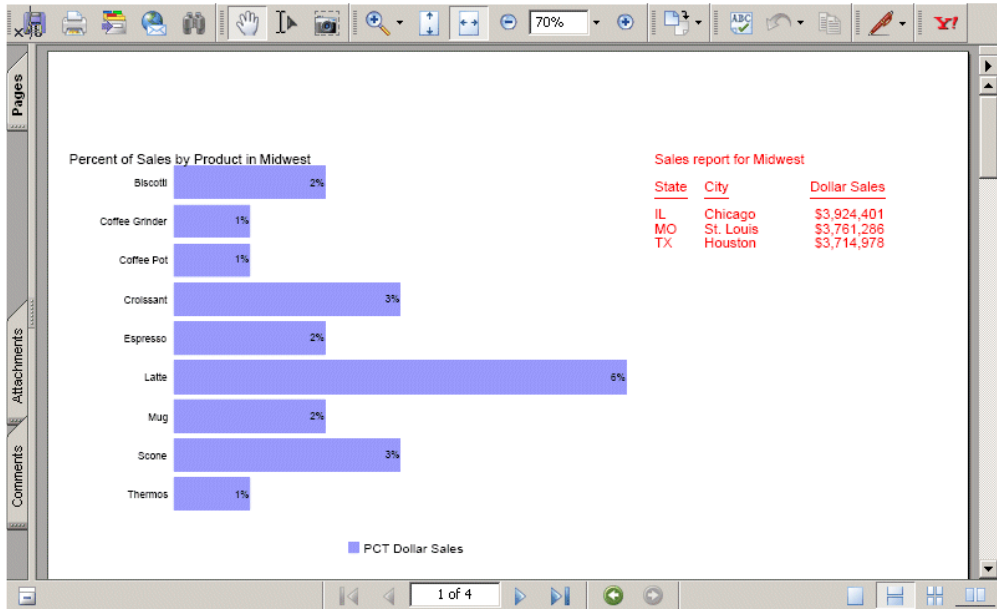 70%
ABC
Y!
Pages
Attachments
Comments
Percent of Sales by Product in Midwest
Biscotti 2%
Coffee Grinder 1%
Coffee Pot 1%
Croissant 3%
Espresso 2%
Latte 6%
Mug 2%
Scone 3%
Thermos 1%
PCT Dollar Sales
Sales report for Midwest
State City Dollar Sales
IL Chicago $3,924,401
MO St. Louis $3,761,286
TX Houston $3,714,978
1 of 4